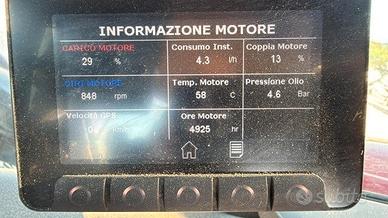 INFORMAZIONE MOTORE
CARICO MOTORE Consumo Inst. Coppia Motore
29 % 4.3 l/h 13 %
GIRI MOTORE Temp. Motore Pressione Olio
848 rpm 58 C 4.6 Bar
Velocità GPS Ore Motore
4925 hr
subito